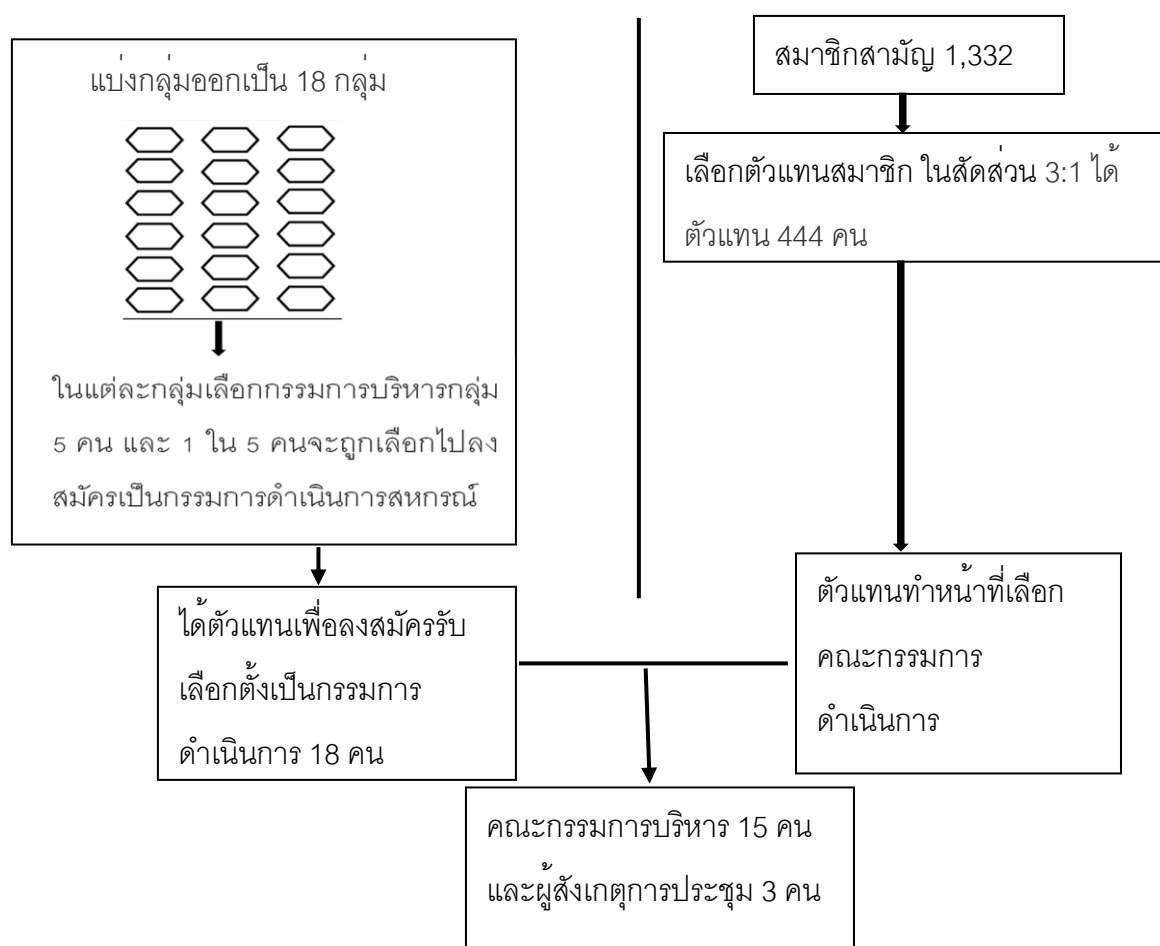 แบ่งกลุ่มออกเป็น 18 กลุ่ม
ในแต่ละกลุ่มเลือกกรรมการบริหารกลุ่ม
5 คน และ 1 ใน 5 คนจะถูกเลือกไปลง
สมัครเป็นกรรมการดำเนินการสหกรณ์
ได้ตัวแทนเพื่อลงสมัครรับ
เลือกตั้งเป็นกรรมการ
ดำเนินการ 18 คน
สมาชิกสามัญ 1,332
เลือกตัวแทนสมาชิก ในสัดส่วน 3:1 ได้
ตัวแทน 444 คน
ตัวแทนทำหน้าที่เลือก
คณะกรรมการ
ดำเนินการ
คณะกรรมการบริหาร 15 คน
และผู้สังเกตุการประชุม 3 คน